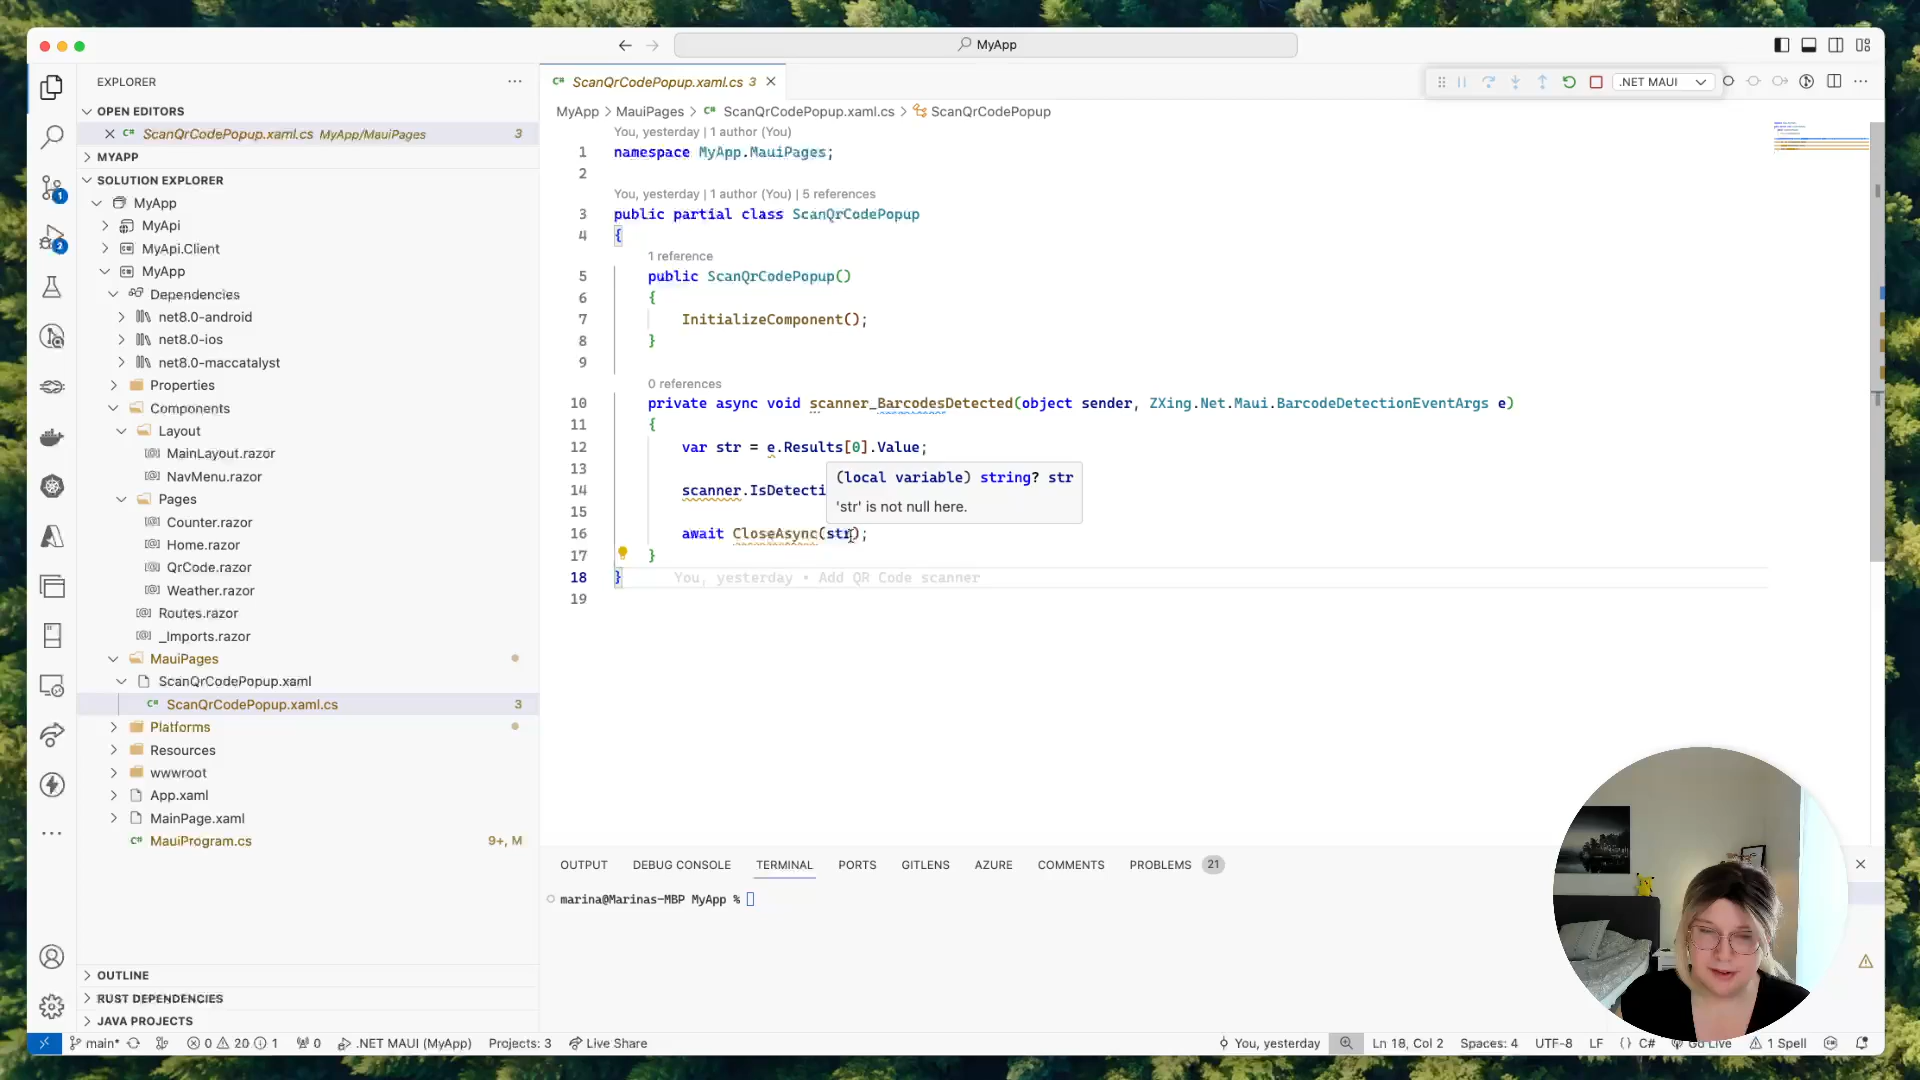 MyApp
EXPLORER
OPEN EDITORS
ScanQrCodePopup.xaml.cs MyApp/MauiPages 3
MYAPP
SOLUTION EXPLORER
MyApp
MyApi
MyApi.Client
MyApp
Dependencies
net8.0-android
net8.0-ios
net8.0-maccatalyst
Properties
Components
Layout
MainLayout.razor
NavMenu.razor
Pages
Counter.razor
Home.razor
QrCode.razor
Weather.razor
Routes.razor
_Imports.razor
MauiPages
ScanQrCodePopup.xaml
C# ScanQrCodePopup.xaml.cs 3
Platforms
Resources
wwwroot
App.xaml
MainPage.xaml
C# MauiProgram.cs 9+, M
OUTLINE
RUST DEPENDENCIES
JAVA PROJECTS
1
2
C# ScanQrCodePopup.xaml.cs 3
.NET MAUI
MyApp > MauiPages > C# ScanQrCodePopup.xaml.cs > ScanQrCodePopup
You, yesterday | 1 author (You)
1 namespace MyApp.MauiPages;
2
You, yesterday | 1 author (You) | 5 references
3 public partial class ScanQrCodePopup
4 {
1 reference
5 public ScanQrCodePopup()
6 {
7 InitializeComponent();
8 }
9
0 references
10 private async void scanner_BarcodesDetected(object sender, ZXing.Net.Maui.BarcodeDetectionEventArgs e)
11 {
12 var str = e.Results[0].Value;
13
(local variable) string? str
14 scanner.IsDetecti
'str' is not null here.
15
16 await CloseAsync(str);
17 }
18 } You, yesterday • Add QR Code scanner
19
OUTPUT DEBUG CONSOLE TERMINAL PORTS GITLENS AZURE COMMENTS PROBLEMS 21
marina@Marinas-MBP MyApp %
main* 0 20 1 0 .NET MAUI (MyApp) Projects: 3 Live Share You, yesterday Ln 18, Col 2 Spaces: 4 UTF-8 LF {} C# Go Live 1 Spell